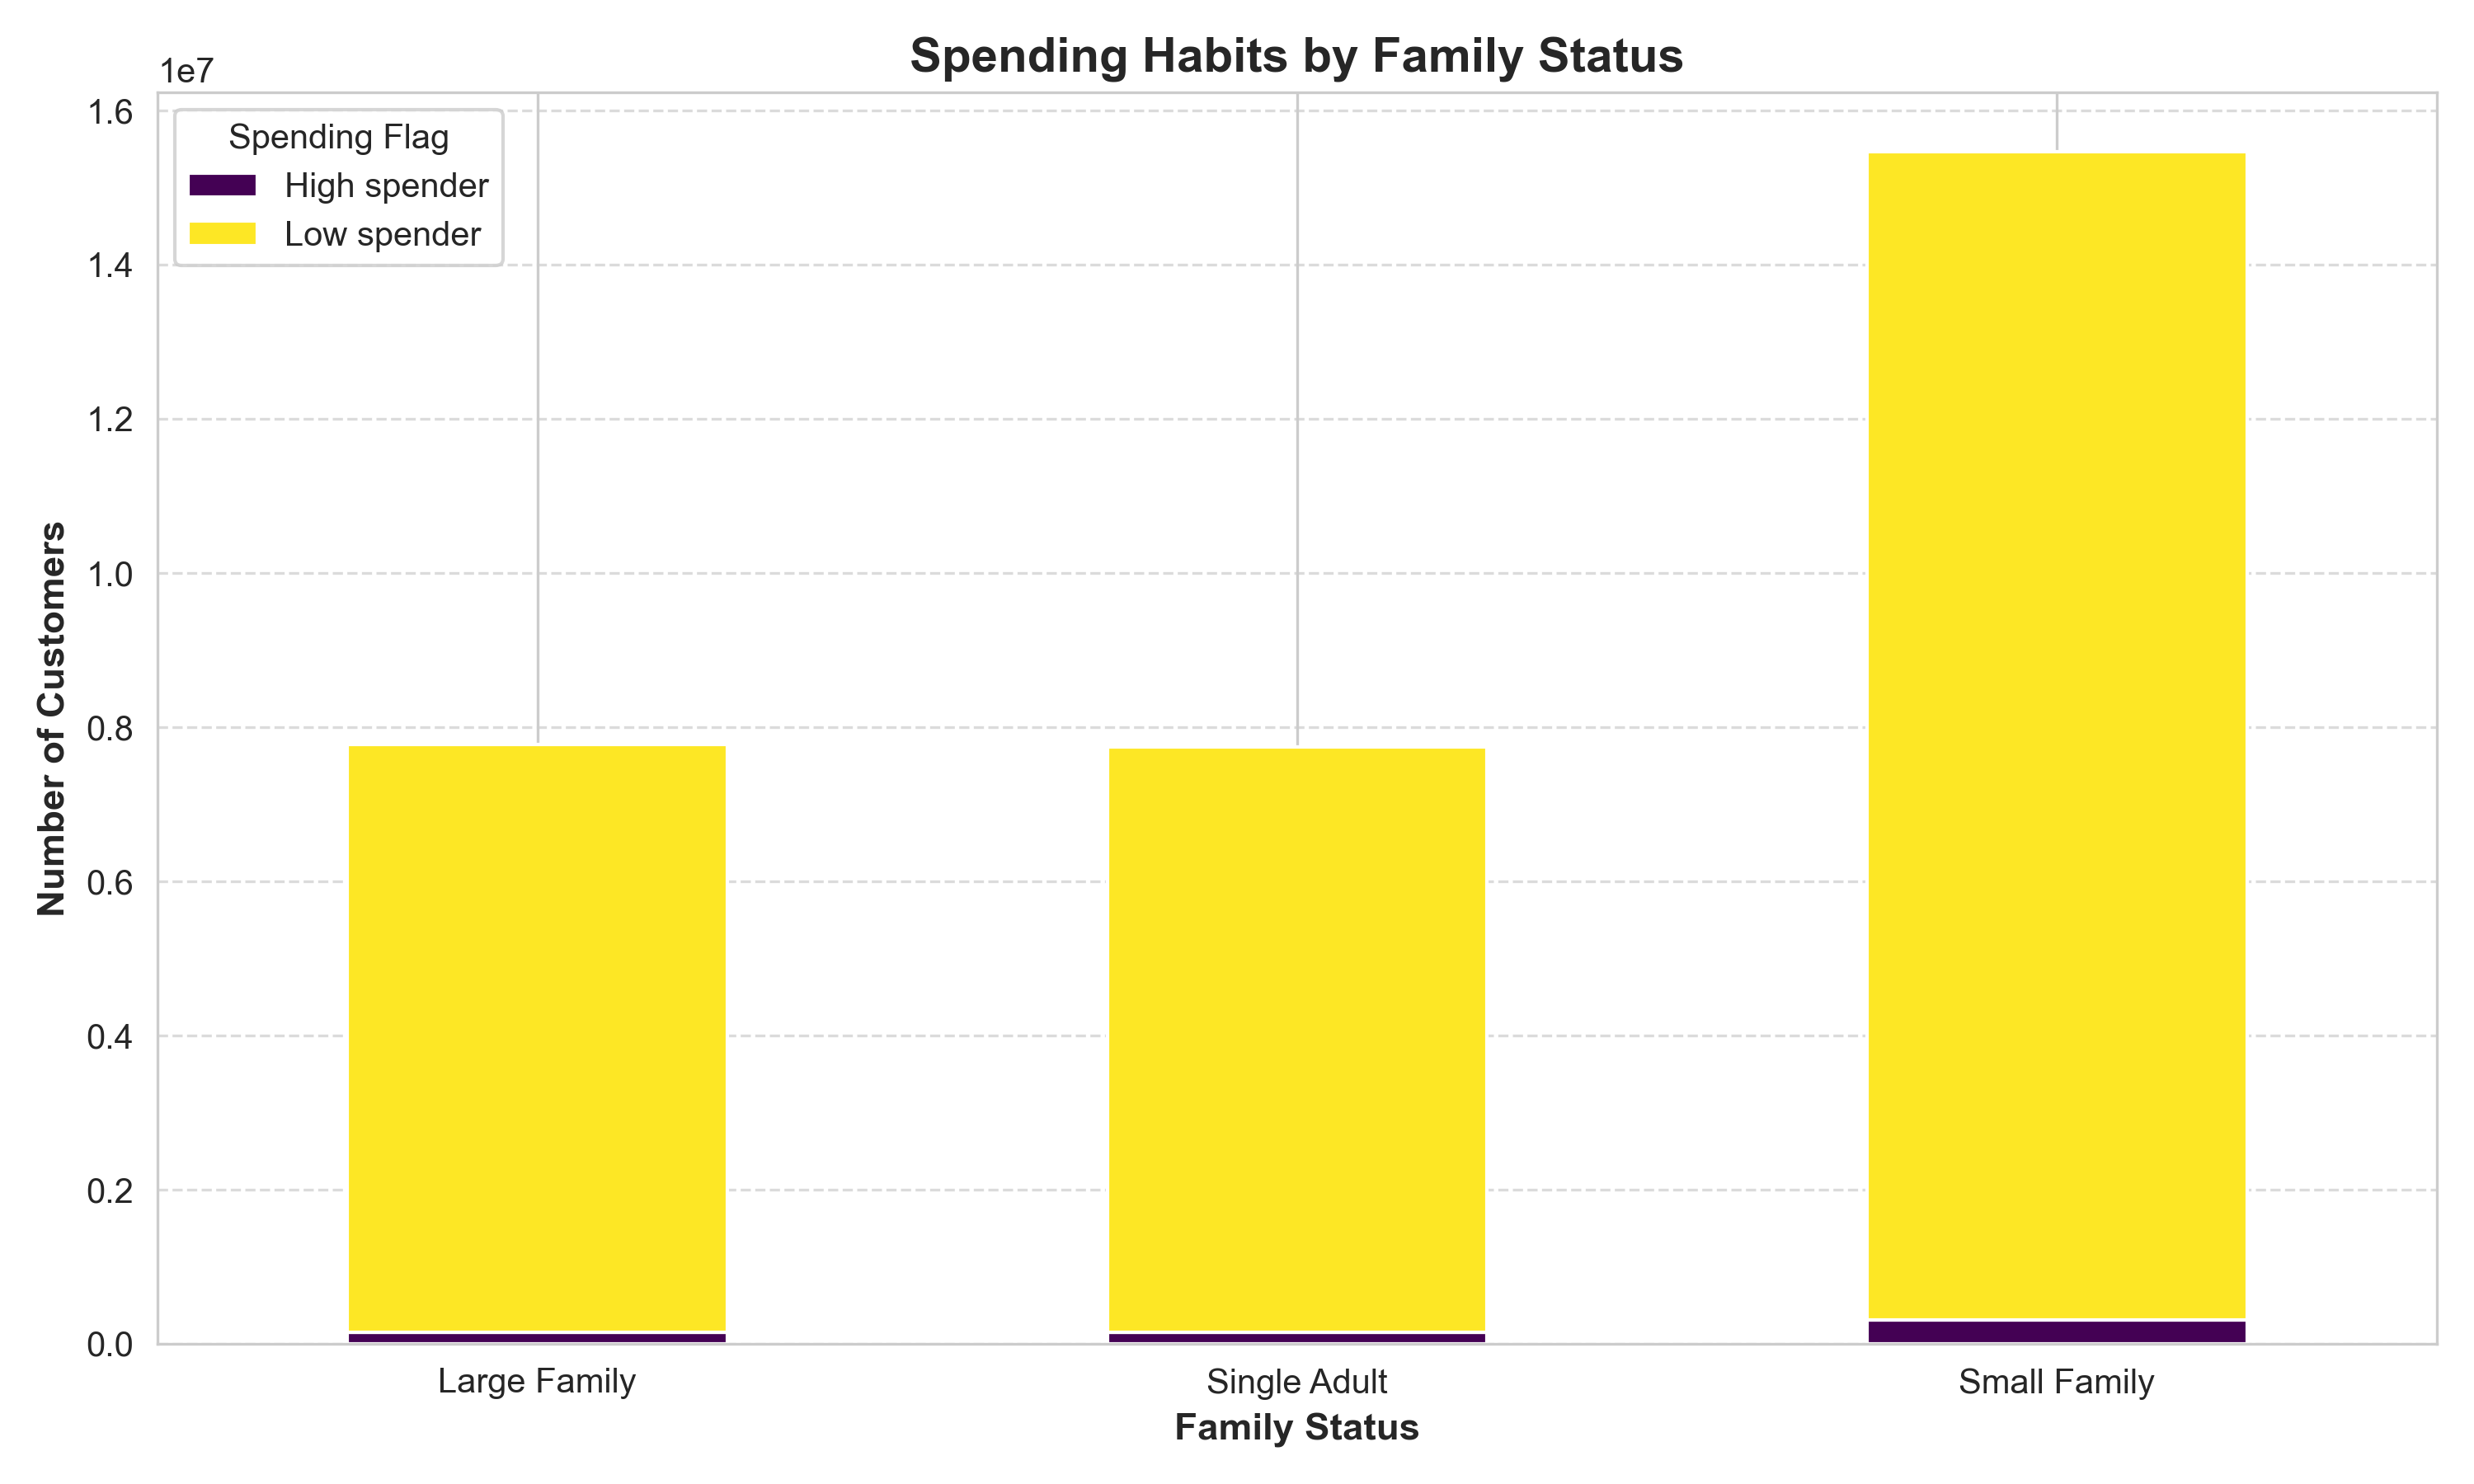 Spending Habits by Family Status
1e7
1.6
1.4
1.2
1.0
0.8
0.6
0.4
0.2
0.0
Number of Customers
Spending Flag
High spender
Low spender
Large Family
Single Adult
Small Family
Family Status